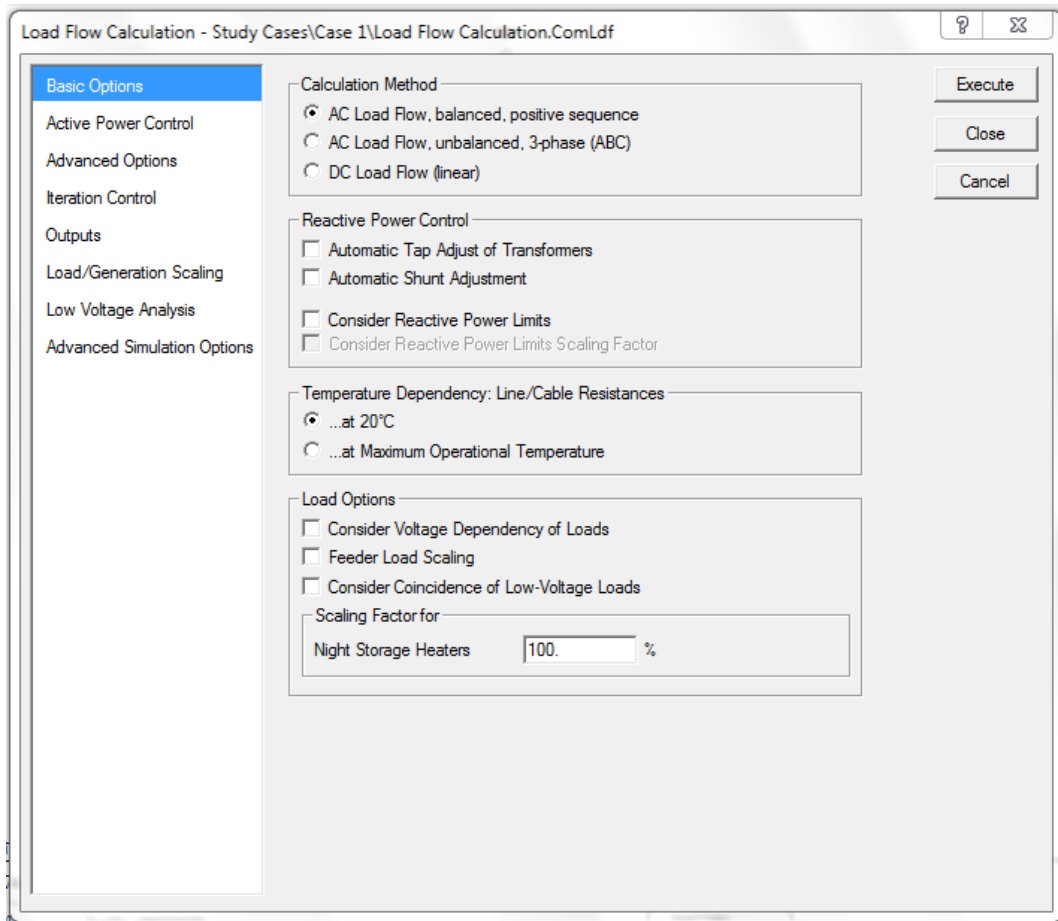 Load Flow Calculation - Study Cases\Case 1\Load Flow Calculation.ComLdf
Basic Options
Active Power Control
Advanced Options
Iteration Control
Outputs
Load/Generation Scaling
Low Voltage Analysis
Advanced Simulation Options
Calculation Method
AC Load Flow, balanced, positive sequence
AC Load Flow, unbalanced, 3-phase (ABC)
DC Load Flow (linear)
Reactive Power Control
Automatic Tap Adjust of Transformers
Automatic Shunt Adjustment
Consider Reactive Power Limits
Consider Reactive Power Limits Scaling Factor
Temperature Dependency: Line/Cable Resistances
...at 20°C
...at Maximum Operational Temperature
Load Options
Consider Voltage Dependency of Loads
Feeder Load Scaling
Consider Coincidence of Low-Voltage Loads
Scaling Factor for
Night Storage Heaters 100. %
Execute
Close
Cancel